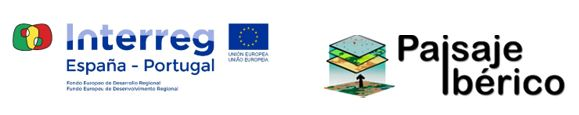 Interreg
España - Portugal
Fondo Europeo de Desarrollo Regional
Fundo Europeu de Desenvolvimento Regional
UNIÓN EUROPEA
UNIÃO EUROPEIA
Paisaje
Ibérico